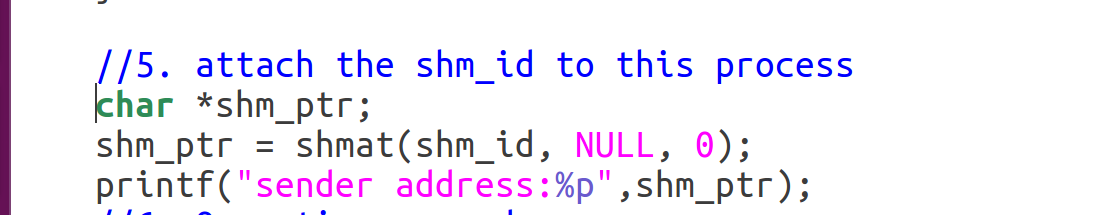 //5. attach the shm_id to this process
char *shm_ptr;
shm_ptr = shmat(shm_id, NULL, 0);
printf("sender address:%p",shm_ptr);